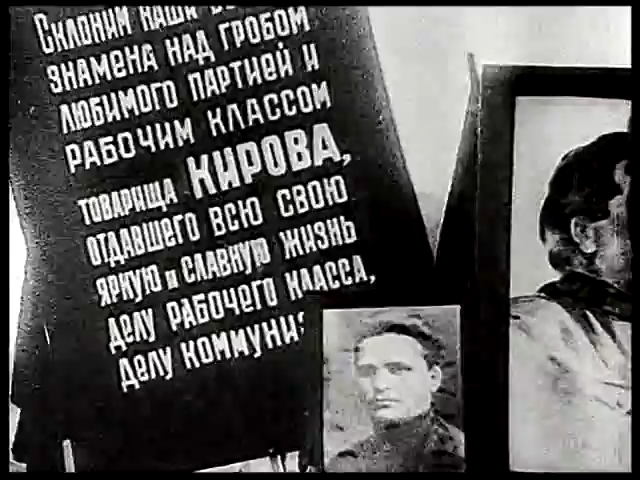 Склоним наши
знамена над гробом
любимого партией и
рабочим классом
товарища КИРОВА,
отдавшего всю свою
яркую и славную жизнь
делу рабочего класса,
делу коммуни